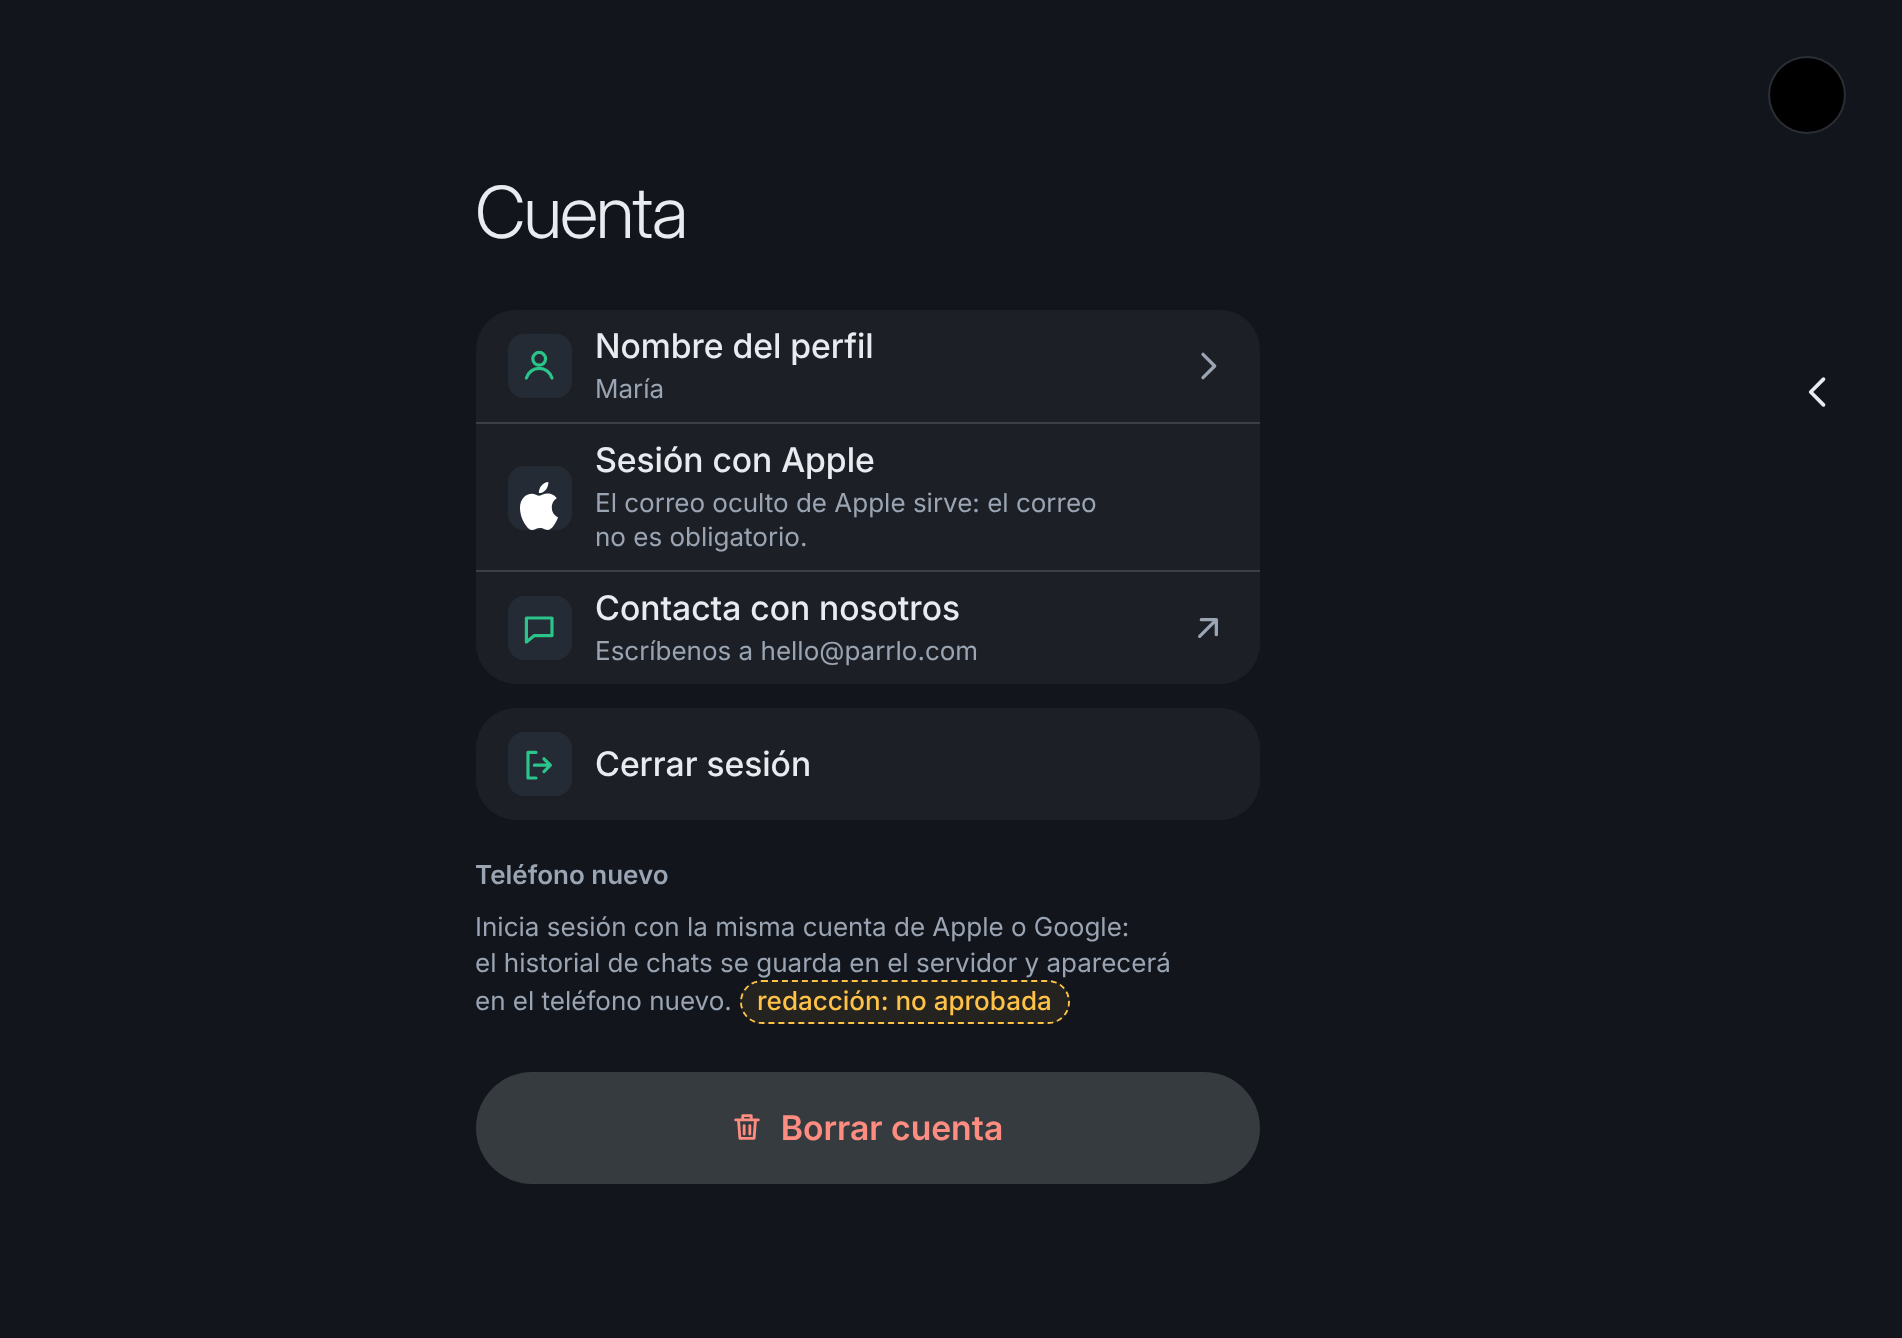 Cuenta
Nombre del perfil
María
Sesión con Apple
El correo oculto de Apple sirve: el correo
no es obligatorio.
Contacta con nosotros
Escríbenos a hello@parrlo.com
Cerrar sesión
Teléfono nuevo
Inicia sesión con la misma cuenta de Apple o Google:
el historial de chats se guarda en el servidor y aparecerá
en el teléfono nuevo. redacción: no aprobada
Borrar cuenta